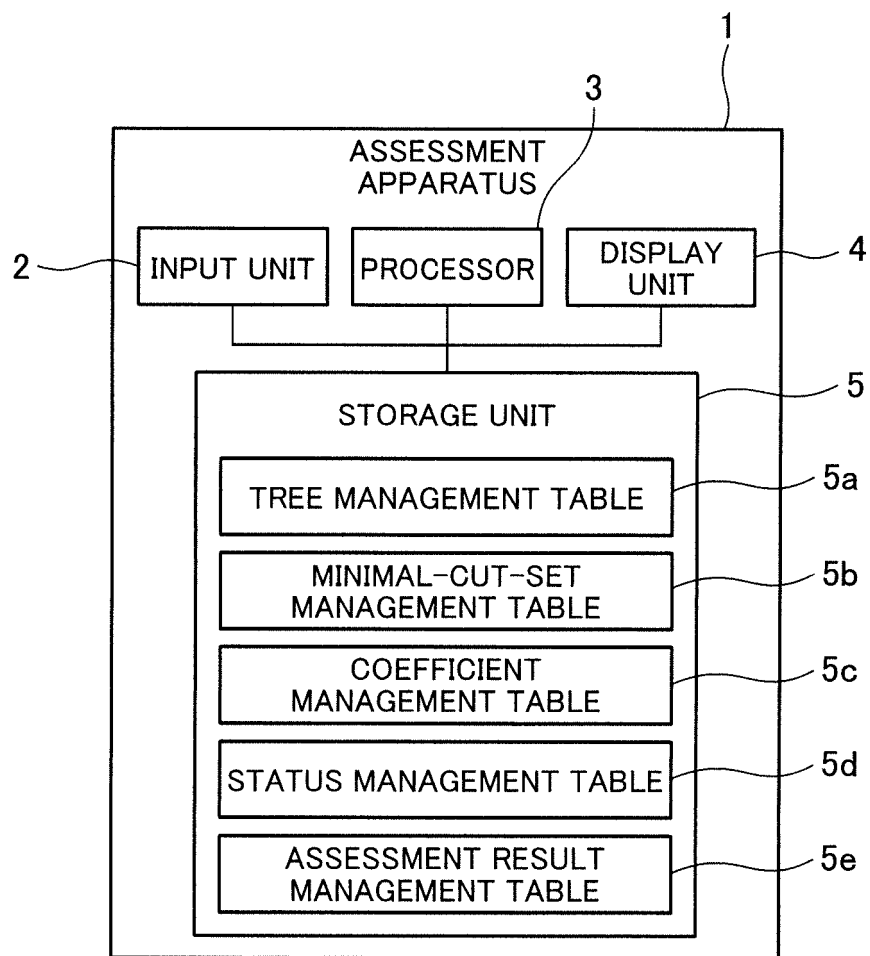 1
3
ASSESSMENT
APPARATUS
2
INPUT UNIT
PROCESSOR
DISPLAY
UNIT
4
STORAGE UNIT
5
TREE MANAGEMENT TABLE
5a
MINIMAL-CUT-SET
MANAGEMENT TABLE
5b
COEFFICIENT
MANAGEMENT TABLE
5c
STATUS MANAGEMENT TABLE
5d
ASSESSMENT RESULT
MANAGEMENT TABLE
5e